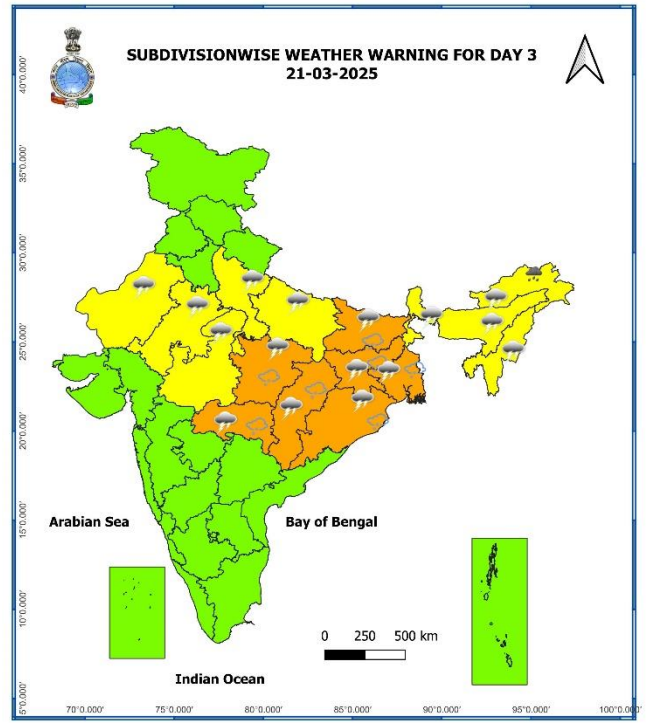 SUBDIVISIONWISE WEATHER WARNING FOR DAY 3
21-03-2025
40°0.000'
35°0.000'
30°0.000'
25°0.000'
20°0.000'
15°0.000'
10°0.000'
5°0.000'
Arabian Sea
Bay of Bengal
0 250 500 km
Indian Ocean
70°0.000' 75°0.000' 80°0.000' 85°0.000' 90°0.000' 95°0.000' 100°0.000'